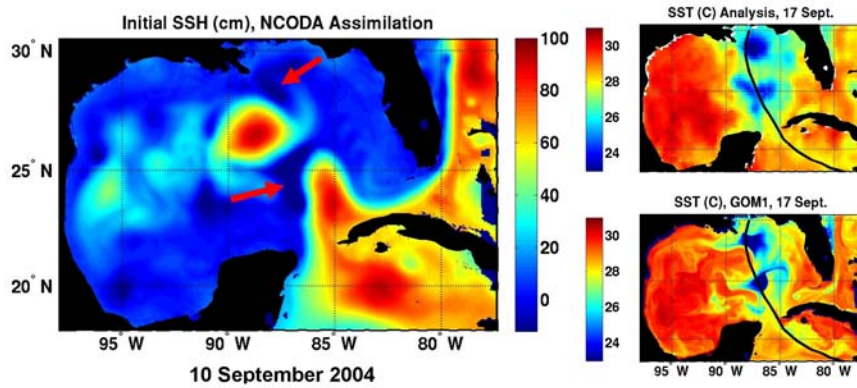 Initial SSH (cm), NCODA Assimilation
30° N
25° N
20° N
95° W
90° W
85° W
80° W
10 September 2004
100
80
60
40
20
0
SST (C) Analysis, 17 Sept.
30
28
26
24
SST (C), GOM1, 17 Sept.
30
28
26
24
95° W
90° W
85° W
80° W